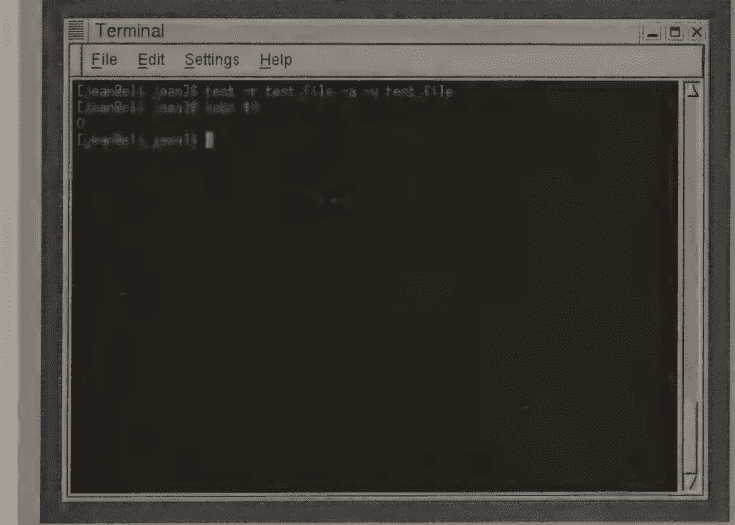 Terminal
File Edit Settings Help
[jean@eli jean]$ test -r test_file -a -w test_file
[jean@eli jean]$ echo $?
0
[jean@eli jean]$